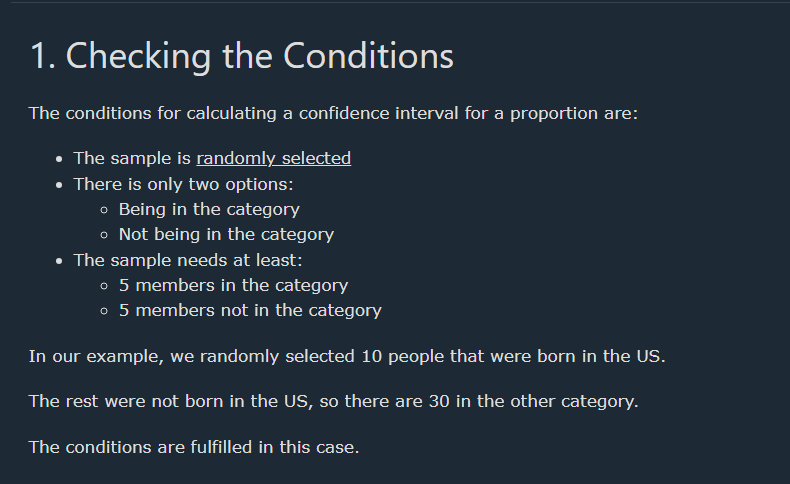 1. Checking the Conditions
The conditions for calculating a confidence interval for a proportion are:
• The sample is randomly selected
• There is only two options:
◦ Being in the category
◦ Not being in the category
• The sample needs at least:
◦ 5 members in the category
◦ 5 members not in the category
In our example, we randomly selected 10 people that were born in the US.
The rest were not born in the US, so there are 30 in the other category.
The conditions are fulfilled in this case.